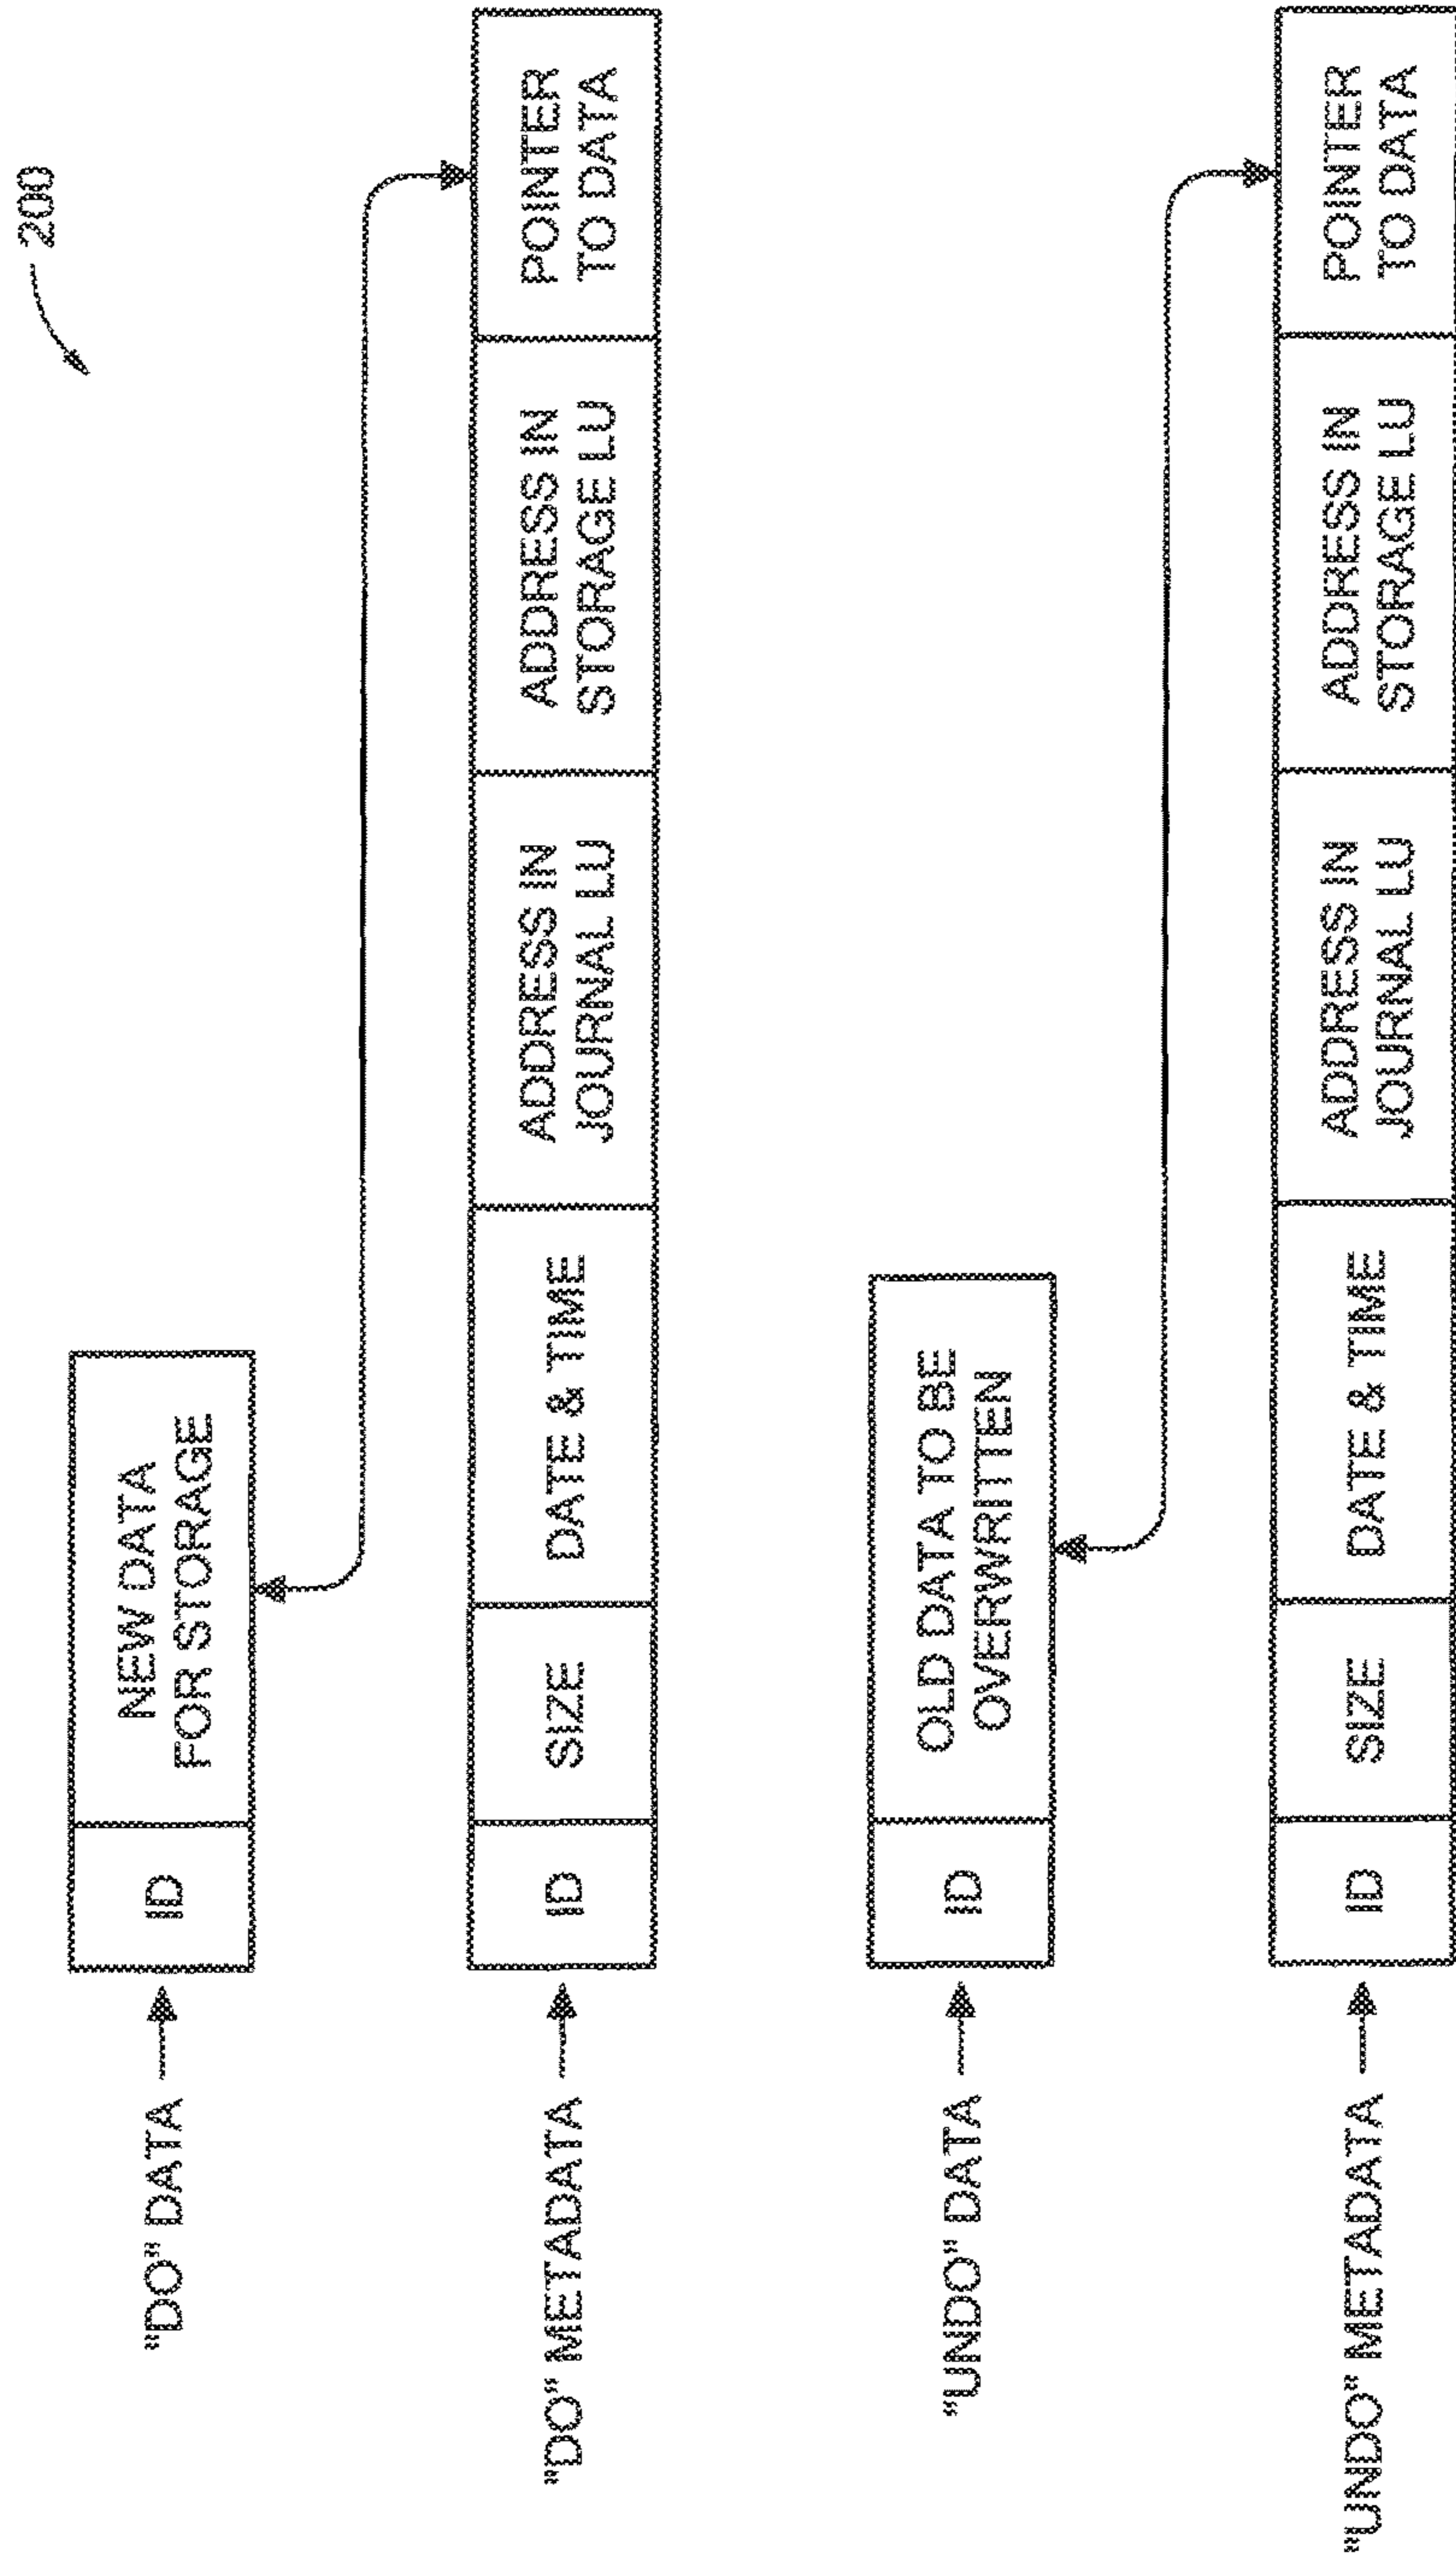 200
"DO" DATA
ID
NEW DATA
FOR STORAGE
"DO" METADATA
ID
SIZE
DATE & TIME
ADDRESS IN
JOURNAL LU
ADDRESS IN
STORAGE LU
POINTER
TO DATA
"UNDO" DATA
ID
OLD DATA TO BE
OVERWRITTEN
"UNDO" METADATA
ID
SIZE
DATE & TIME
ADDRESS IN
JOURNAL LU
ADDRESS IN
STORAGE LU
POINTER
TO DATA